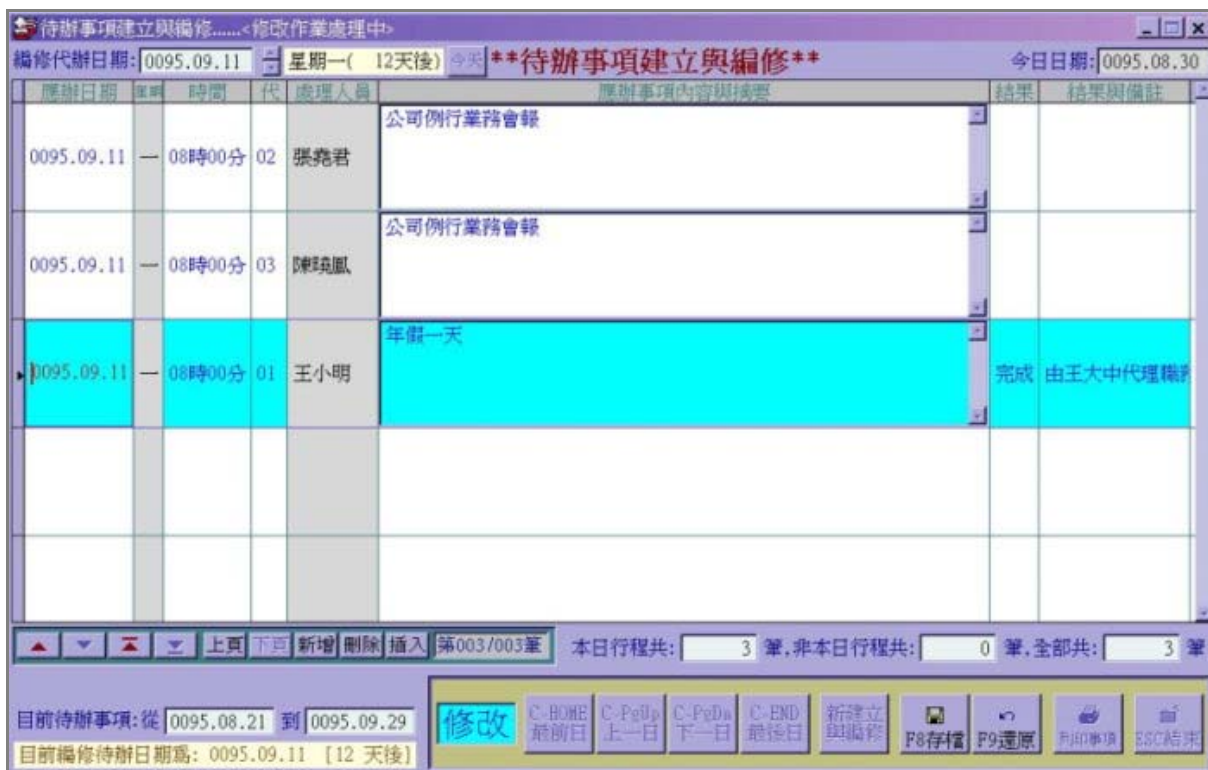 待辦事項建立與編修......<修改作業處理中>
編修代辦日期: 0095.09.11 星期一( 12天後) 今天 **待辦事項建立與編修** 今日日期: 0095.08.30
應辦日期 星期 時間 代 處理人員 應辦事項內容與摘要 結果 結果與備註
公司例行業務會報
0095.09.11 一 08時00分 02 張堯君
公司例行業務會報
0095.09.11 一 08時00分 03 陳曉鳳
年假一天
0095.09.11 一 08時00分 01 王小明 完成 由王大中代理職務
上頁 下頁 新增 刪除 插入 第003/003筆 本日行程共: 3 筆,非本日行程共: 0 筆,全部共: 3 筆
目前待辦事項:從 0095.08.21 到 0095.09.29
修改
C-HOME C-PgUp C-PgDn C-END 新建立
最前日 上一日 下一日 最後日 與編修 F8存檔 F9還原 列印事項 ESC結束
目前編修待辦日期為: 0095.09.11 [12 天後]